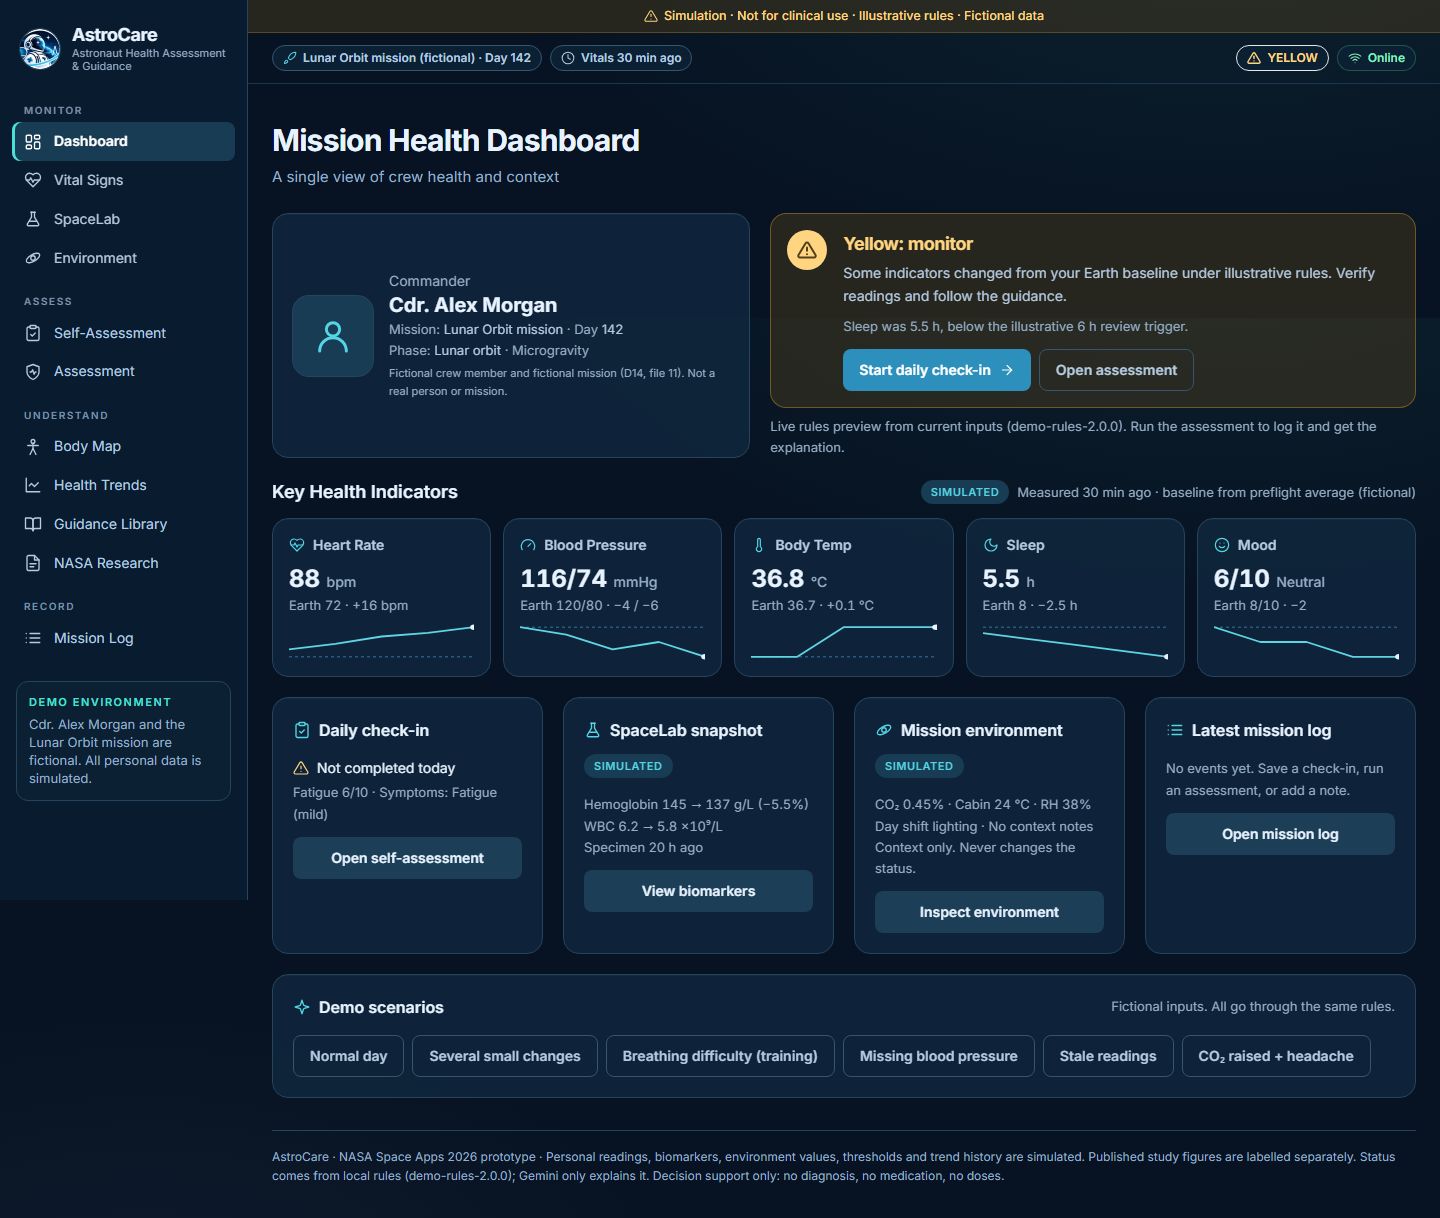 AstroCare
Astronaut Health Assessment
& Guidance
MONITOR
Dashboard
Vital Signs
SpaceLab
Environment
ASSESS
Self-Assessment
Assessment
UNDERSTAND
Body Map
Health Trends
Guidance Library
NASA Research
RECORD
Mission Log
DEMO ENVIRONMENT
Cdr. Alex Morgan and the
Lunar Orbit mission are
fictional. All personal data is
simulated.
Simulation · Not for clinical use · Illustrative rules · Fictional data
Lunar Orbit mission (fictional) · Day 142
Vitals 30 min ago
YELLOW
Online
Mission Health Dashboard
A single view of crew health and context
Commander
Cdr. Alex Morgan
Mission: Lunar Orbit mission · Day 142
Phase: Lunar orbit · Microgravity
Fictional crew member and fictional mission (D14, file 11). Not a
real person or mission.
Yellow: monitor
Some indicators changed from your Earth baseline under illustrative rules. Verify
readings and follow the guidance.
Sleep was 5.5 h, below the illustrative 6 h review trigger.
Start daily check-in →
Open assessment
Live rules preview from current inputs (demo-rules-2.0.0). Run the assessment to log it and get the
explanation.
Key Health Indicators
SIMULATED
Measured 30 min ago · baseline from preflight average (fictional)
Heart Rate
88 bpm
Earth 72 · +16 bpm
Blood Pressure
116/74 mmHg
Earth 120/80 · −4 / −6
Body Temp
36.8 °C
Earth 36.7 · +0.1 °C
Sleep
5.5 h
Earth 8 · −2.5 h
Mood
6/10 Neutral
Earth 8/10 · −2
Daily check-in
Not completed today
Fatigue 6/10 · Symptoms: Fatigue
(mild)
Open self-assessment
SpaceLab snapshot
SIMULATED
Hemoglobin 145 → 137 g/L (−5.5%)
WBC 6.2 → 5.8 ×10⁹/L
Specimen 20 h ago
View biomarkers
Mission environment
SIMULATED
CO₂ 0.45% · Cabin 24 °C · RH 38%
Day shift lighting · No context notes
Context only. Never changes the
status.
Inspect environment
Latest mission log
No events yet. Save a check-in, run
an assessment, or add a note.
Open mission log
Demo scenarios
Fictional inputs. All go through the same rules.
Normal day
Several small changes
Breathing difficulty (training)
Missing blood pressure
Stale readings
CO₂ raised + headache
AstroCare · NASA Space Apps 2026 prototype · Personal readings, biomarkers, environment values, thresholds and trend history are simulated. Published study figures are labelled separately. Status
comes from local rules (demo-rules-2.0.0); Gemini only explains it. Decision support only: no diagnosis, no medication, no doses.